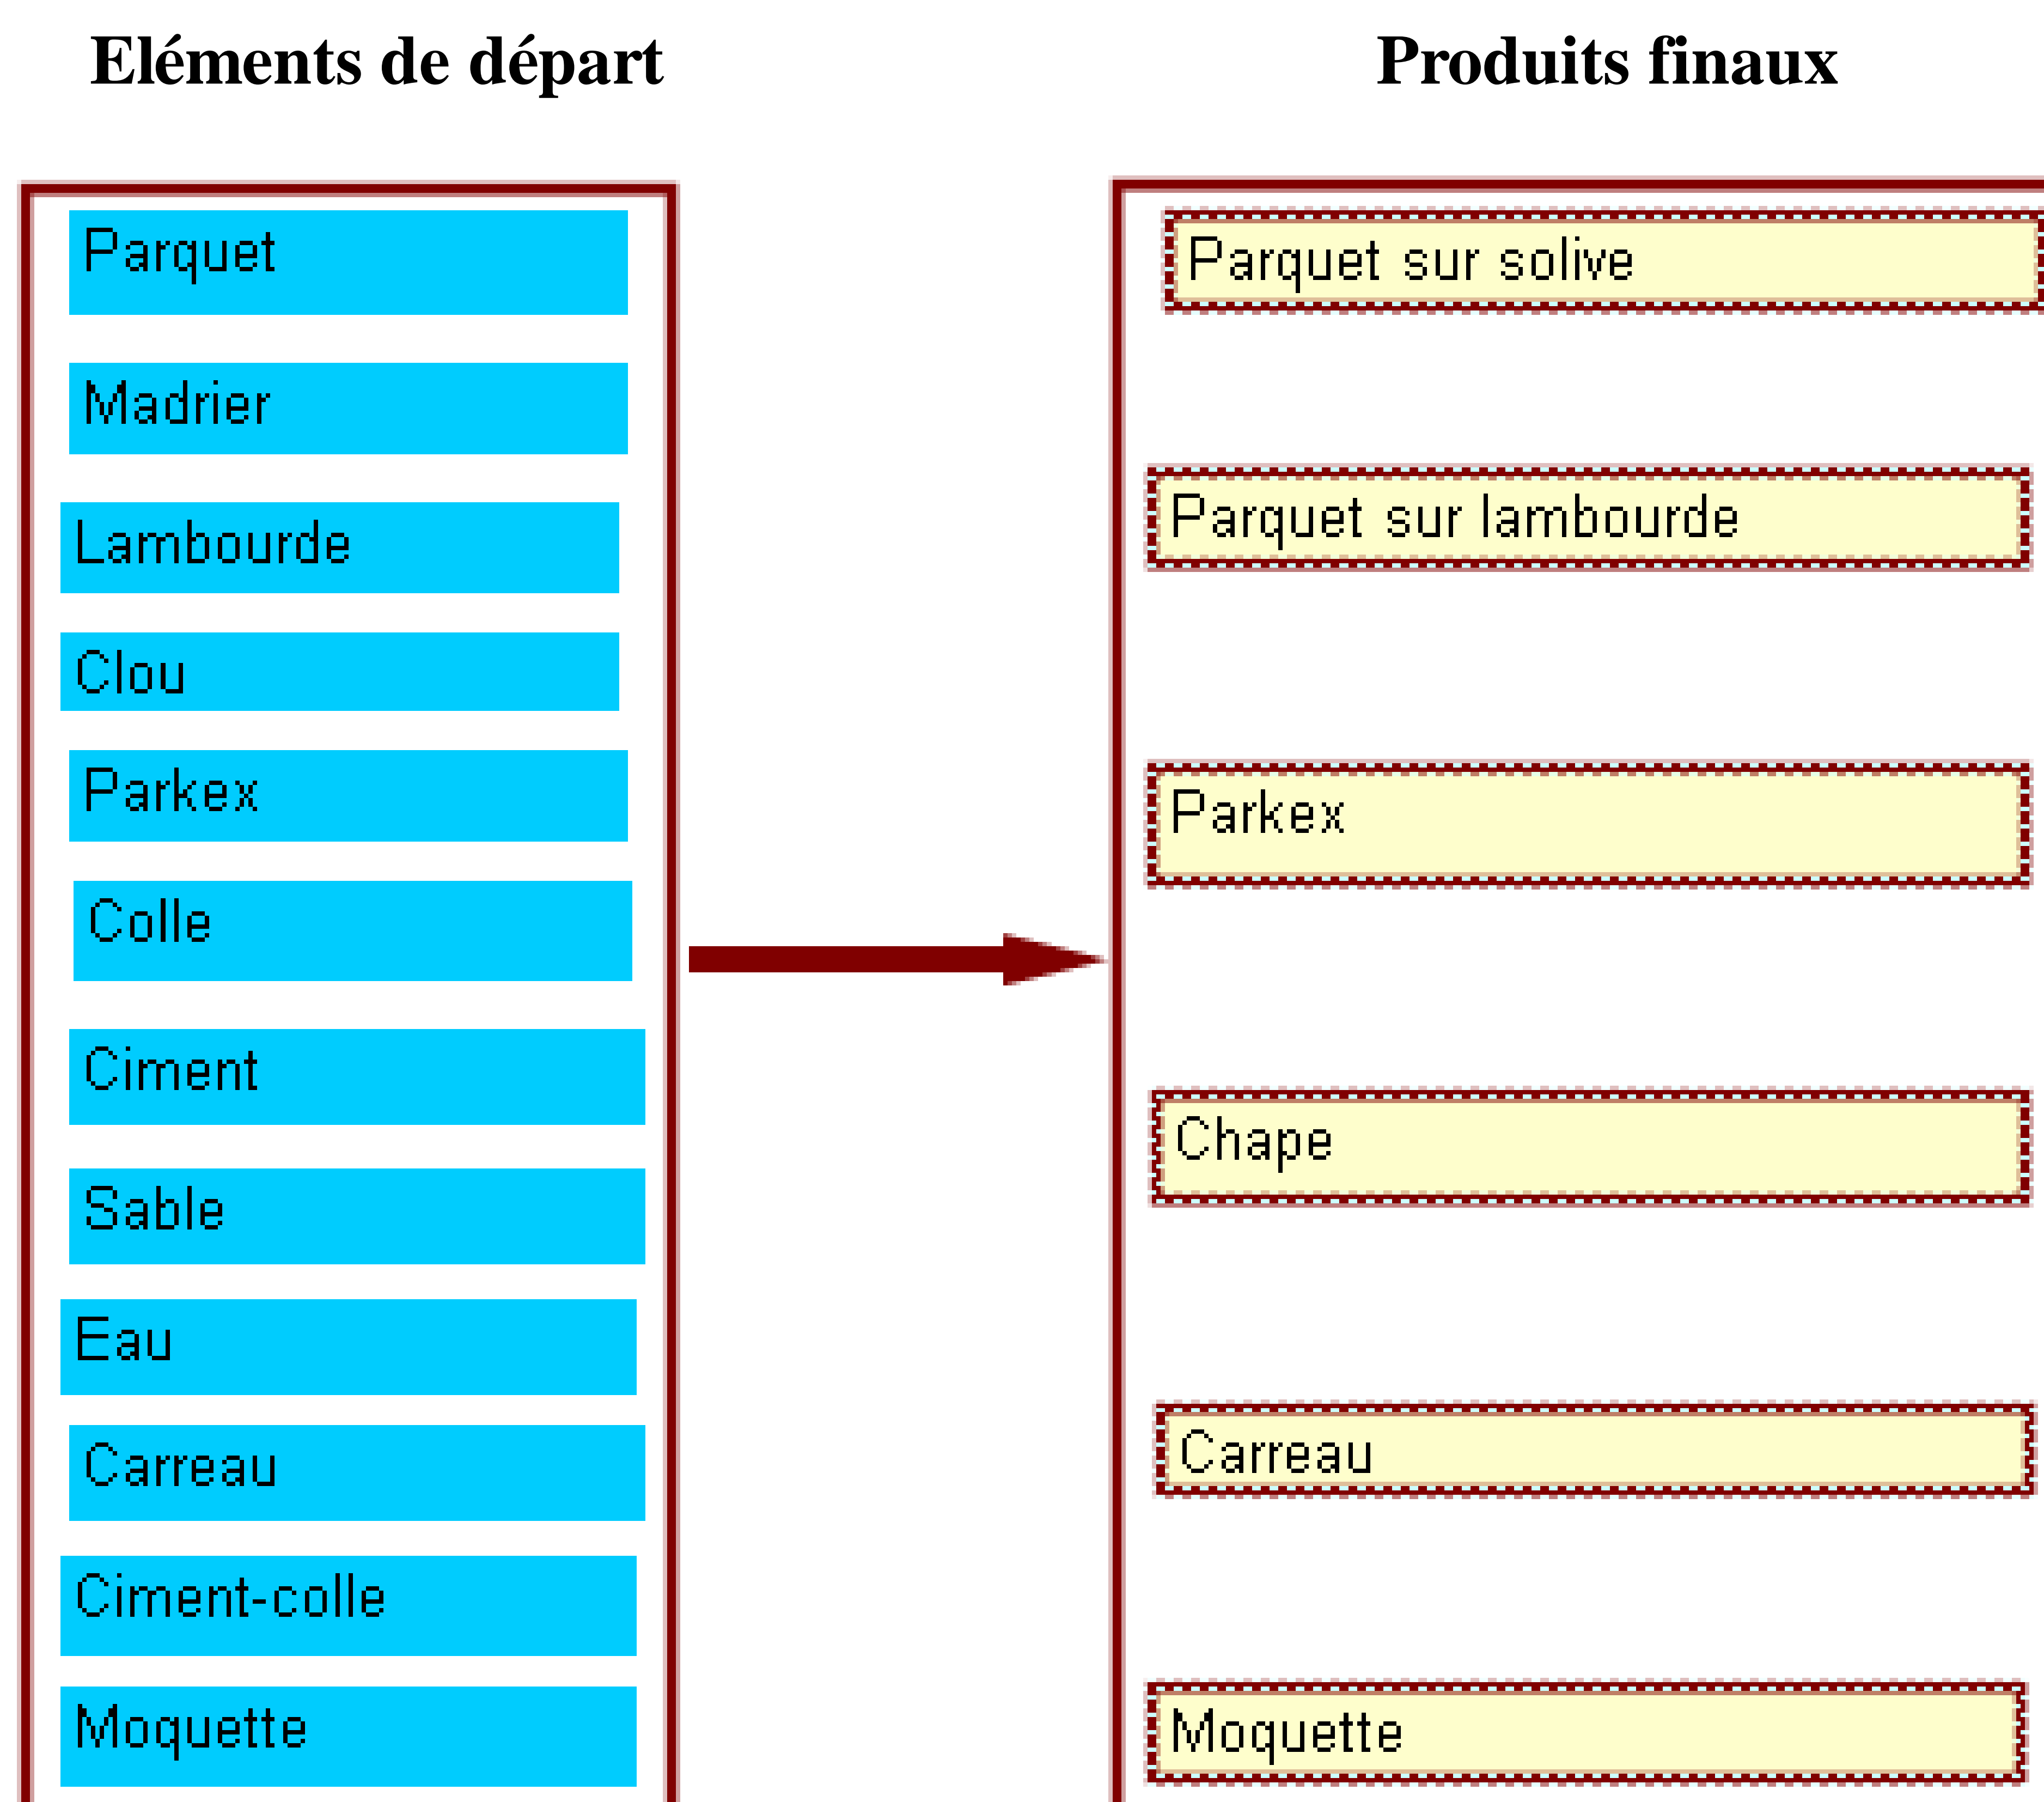 Eléments de départ
Produits finaux
Parquet
Madrier
Lambourde
Clou
Parkex
Colle
Ciment
Sable
Eau
Carreau
Ciment-colle
Moquette
Parquet sur solive
Parquet sur lambourde
Parkex
Chape
Carreau
Moquette